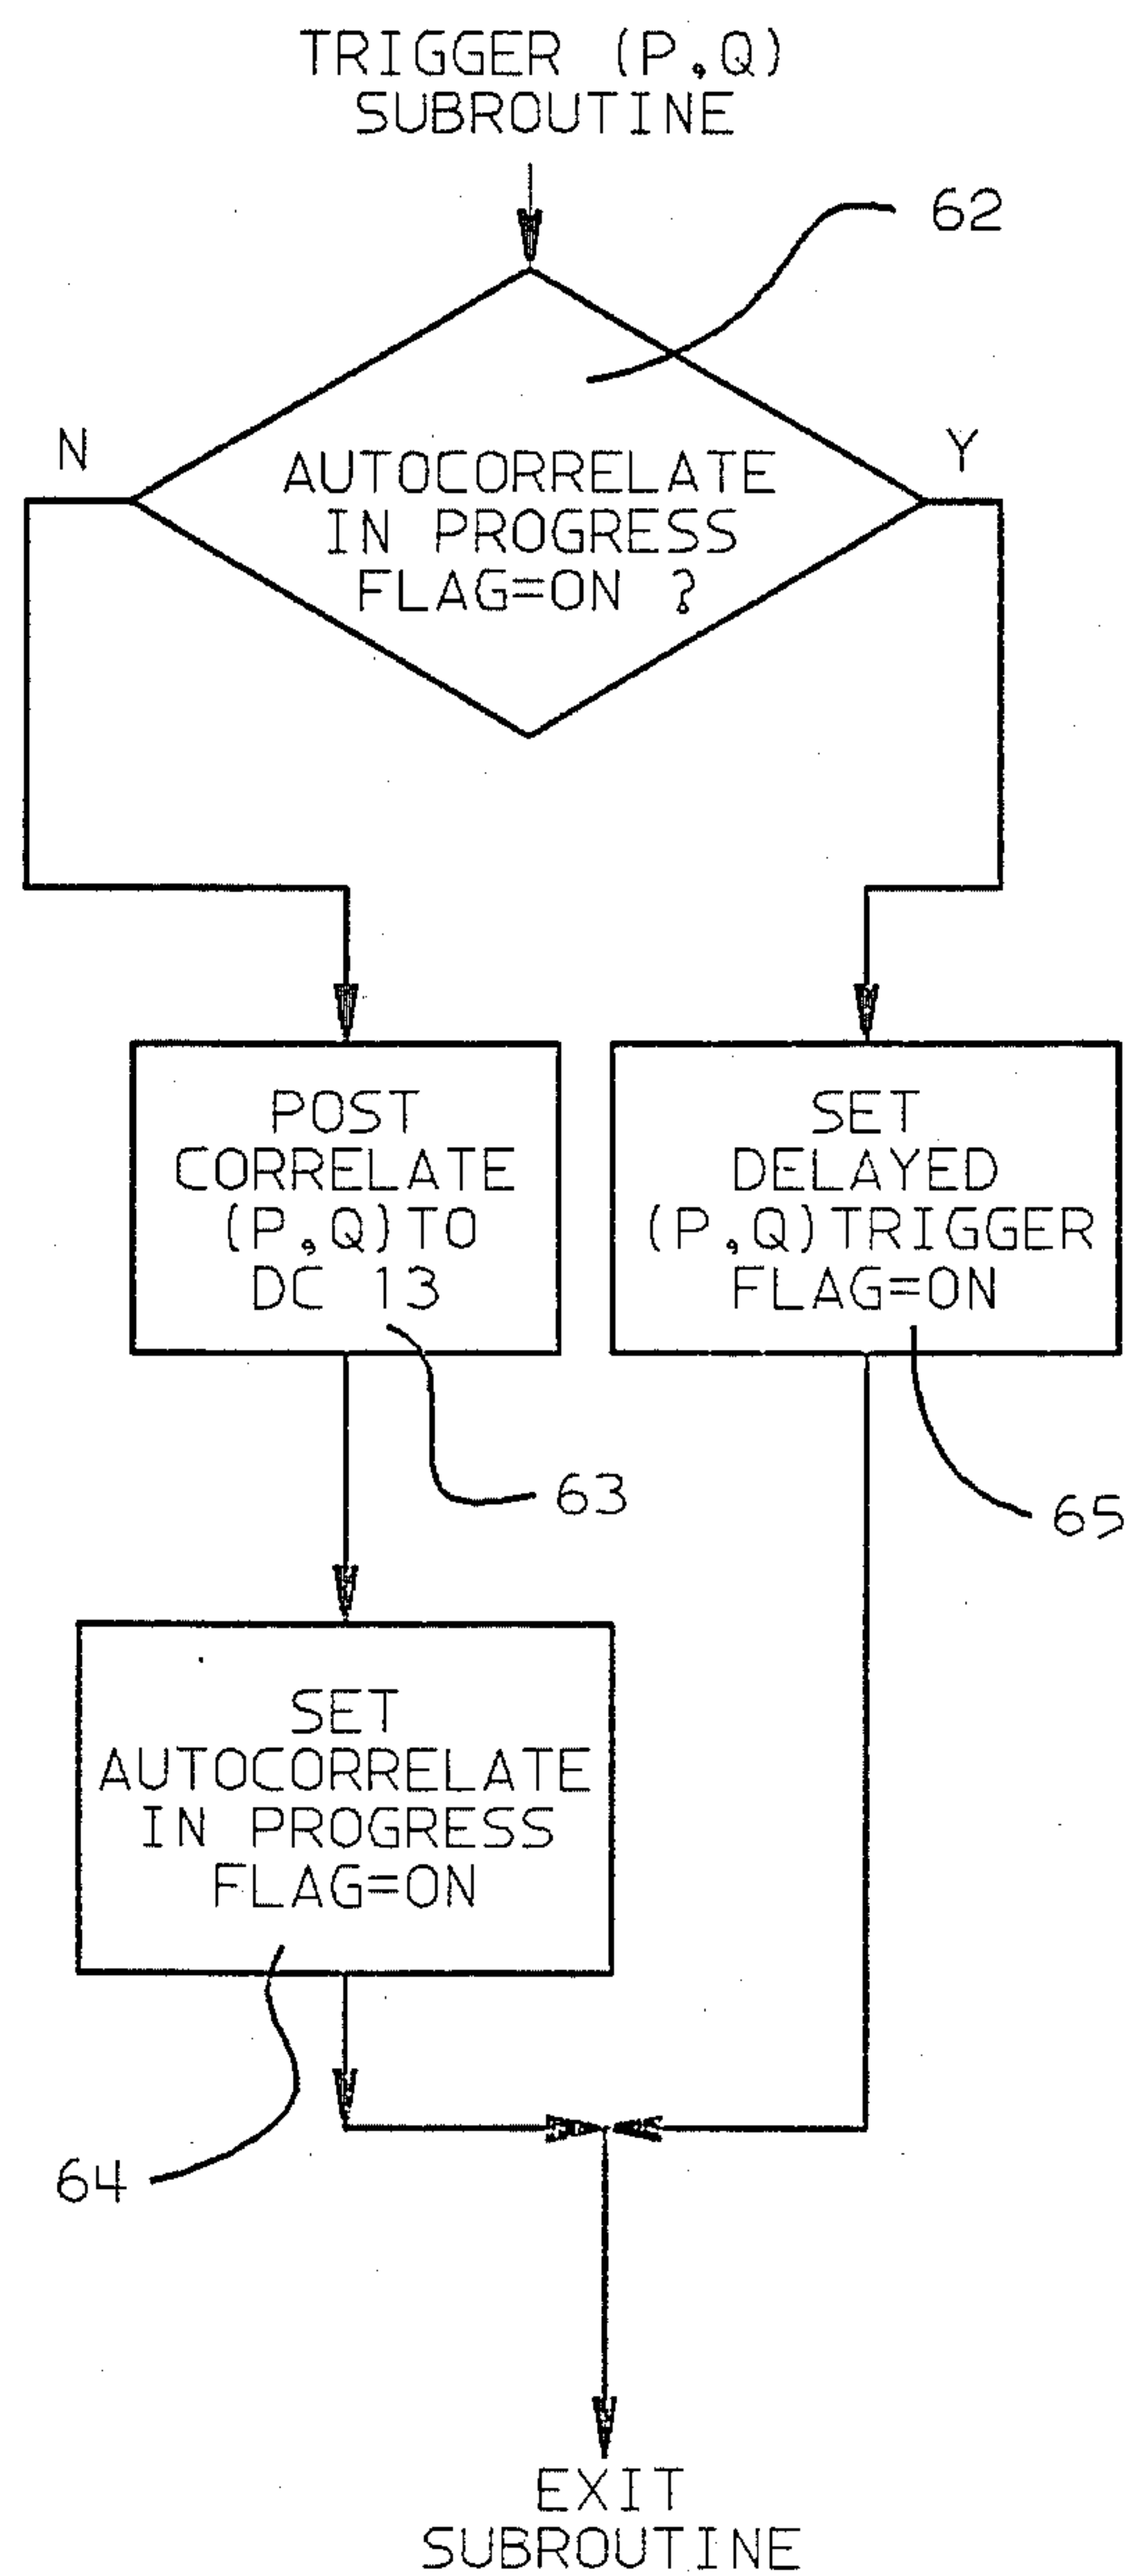 TRIGGER (P,Q)
SUBROUTINE
62
N
Y
AUTOCORRELATE
IN PROGRESS
FLAG=ON ?
POST
CORRELATE
(P,Q)TO
DC 13
SET
DELAYED
(P,Q)TRIGGER
FLAG=ON
63
65
SET
AUTOCORRELATE
IN PROGRESS
FLAG=ON
64
EXIT
SUBROUTINE